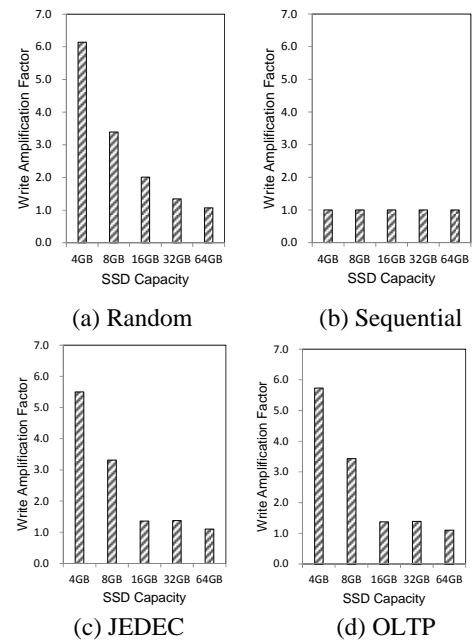 7.0
6.0
5.0
4.0
3.0
2.0
1.0
0.0
Write Amplification Factor
4GB 8GB 16GB 32GB 64GB
SSD Capacity
(a) Random
7.0
6.0
5.0
4.0
3.0
2.0
1.0
0.0
Write Amplification Factor
4GB 8GB 16GB 32GB 64GB
SSD Capacity
(b) Sequential
7.0
6.0
5.0
4.0
3.0
2.0
1.0
0.0
Write Amplification Factor
4GB 8GB 16GB 32GB 64GB
SSD Capacity
(c) JEDEC
7.0
6.0
5.0
4.0
3.0
2.0
1.0
0.0
Write Amplification Factor
4GB 8GB 16GB 32GB 64GB
SSD Capacity
(d) OLTP